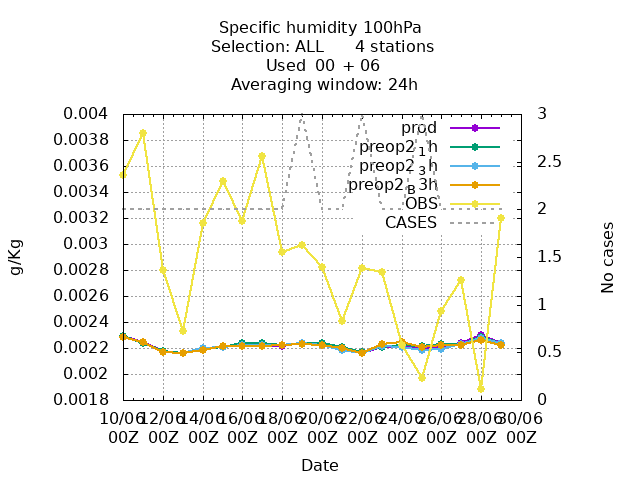 Specific humidity 100hPa
Selection: ALL 4 stations
Used 00 + 06
Averaging window: 24h
g/Kg
0.004
0.0038
0.0036
0.0034
0.0032
0.003
0.0028
0.0026
0.0024
0.0022
0.002
0.0018
prod
preop2_1h
preop2_3h
preop2_B3h
OBS
CASES
3
2.5
2
1.5
1
0.5
0
No cases
10/06 12/06 14/06 16/06 18/06 20/06 22/06 24/06 26/06 28/06 30/06
00Z 00Z 00Z 00Z 00Z 00Z 00Z 00Z 00Z 00Z 00Z
Date